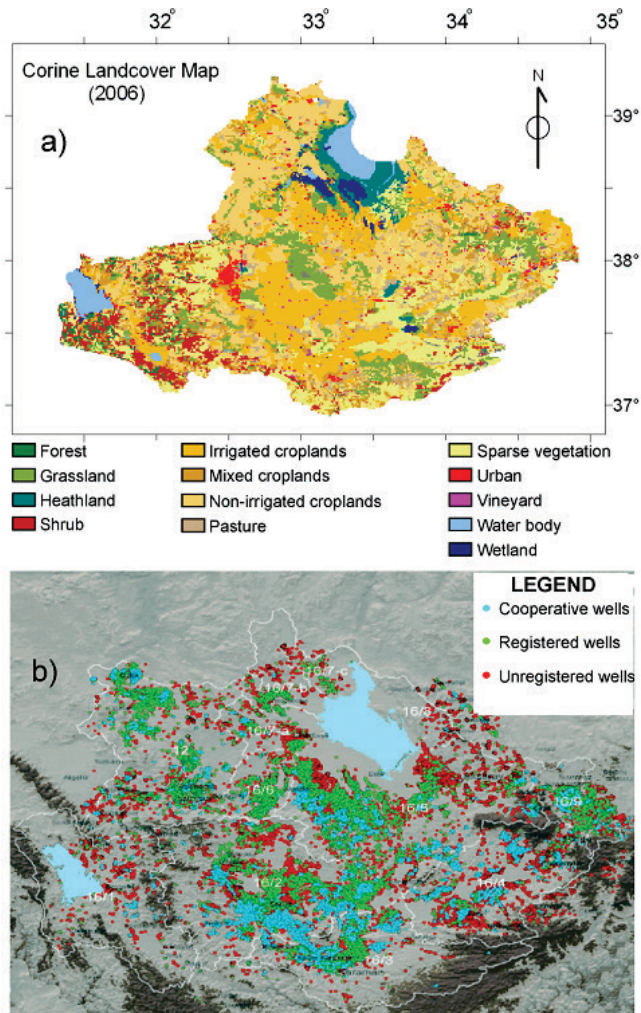 32°
33°
34°
35°
Corine Landcover Map
(2006)
N
a)
39°
38°
37°
Forest
Grassland
Heathland
Shrub
Irrigated croplands
Mixed croplands
Non-irrigated croplands
Pasture
Sparse vegetation
Urban
Vineyard
Water body
Wetland
b)
LEGEND
Cooperative wells
Registered wells
Unregistered wells
16/7-b
16/8
12
16/6
16/5
16/9
16/2
16/4
16/1
16/3